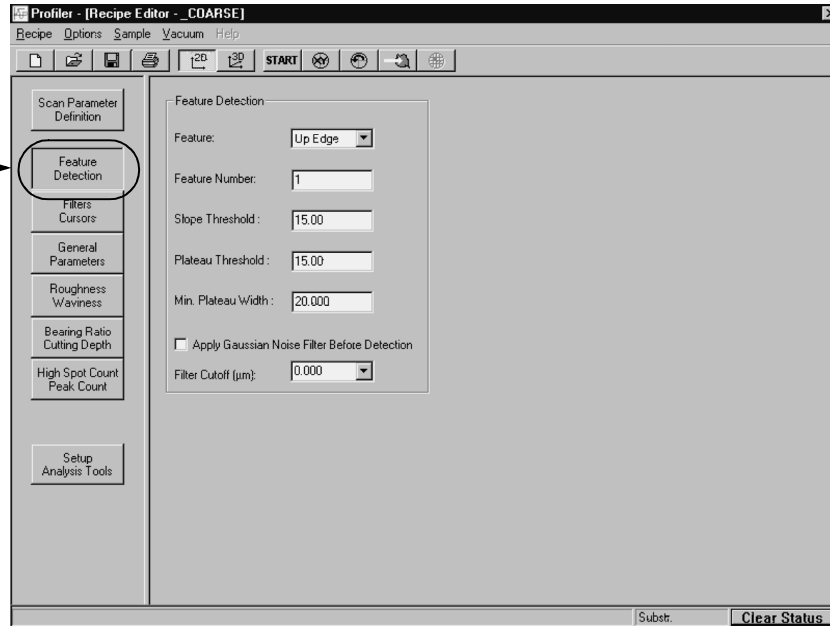 Profiler - [Recipe Editor - _COARSE]
Recipe Options Sample Vacuum Help
2D 3D START XY
Scan Parameter
Definition
Feature
Detection
Filters
Cursors
General
Parameters
Roughness
Waviness
Bearing Ratio
Cutting Depth
High Spot Count
Peak Count
Setup
Analysis Tools
Feature Detection
Feature: Up Edge
Feature Number: 1
Slope Threshold : 15.00
Plateau Threshold : 15.00
Min. Plateau Width : 20.000
Apply Gaussian Noise Filter Before Detection
Filter Cutoff (µm): 0.000
Substr. Clear Status